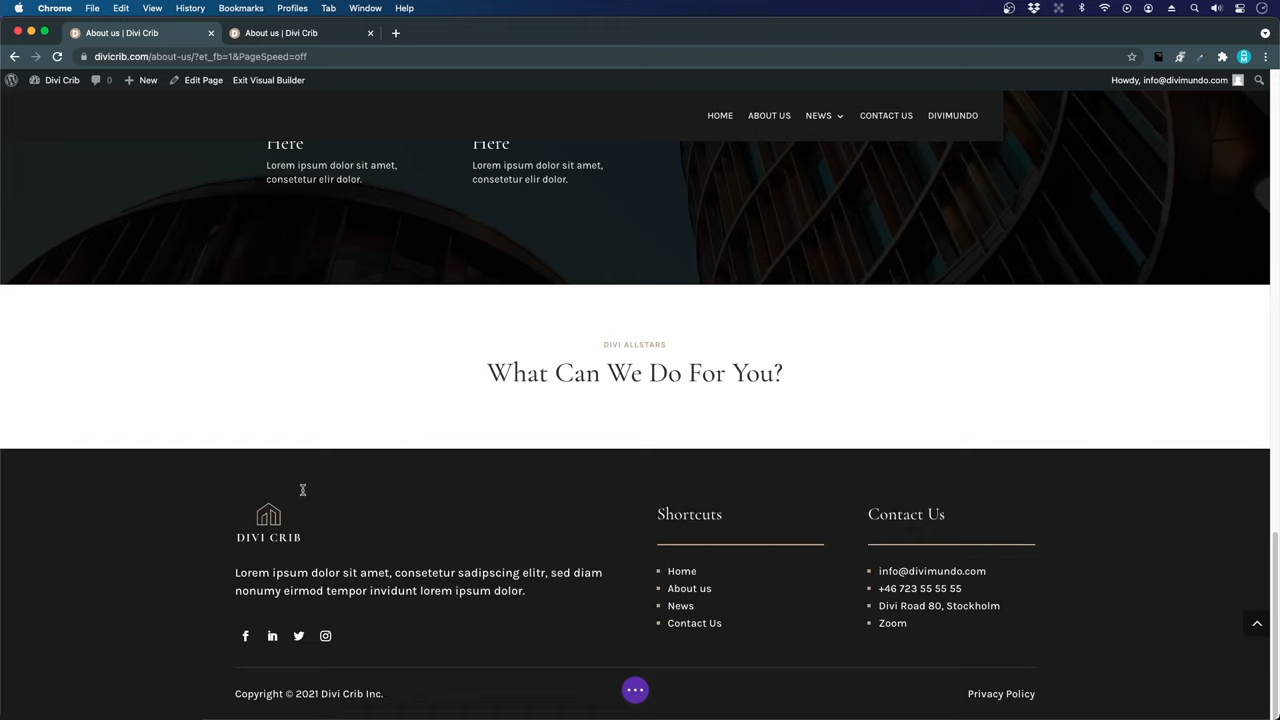 Chrome File Edit View History Bookmarks Profiles Tab Window Help
About us | Divi Crib
About us | Divi Crib
divicrib.com/about-us/?et_fb=1&PageSpeed=off
Divi Crib 0 New Edit Page Exit Visual Builder Howdy, info@divimundo.com
HOME ABOUT US NEWS CONTACT US DIVIMUNDO
Here
Lorem ipsum dolor sit amet,
consetetur elir dolor.
Here
Lorem ipsum dolor sit amet,
consetetur elir dolor.
DIVI ALLSTARS
What Can We Do For You?
DIVI CRIB
Lorem ipsum dolor sit amet, consetetur sadipscing elitr, sed diam
nonumy eirmod tempor invidunt lorem ipsum dolor.
Shortcuts
Home
About us
News
Contact Us
Contact Us
info@divimundo.com
+46 723 55 55 55
Divi Road 80, Stockholm
Zoom
Copyright © 2021 Divi Crib Inc.
Privacy Policy